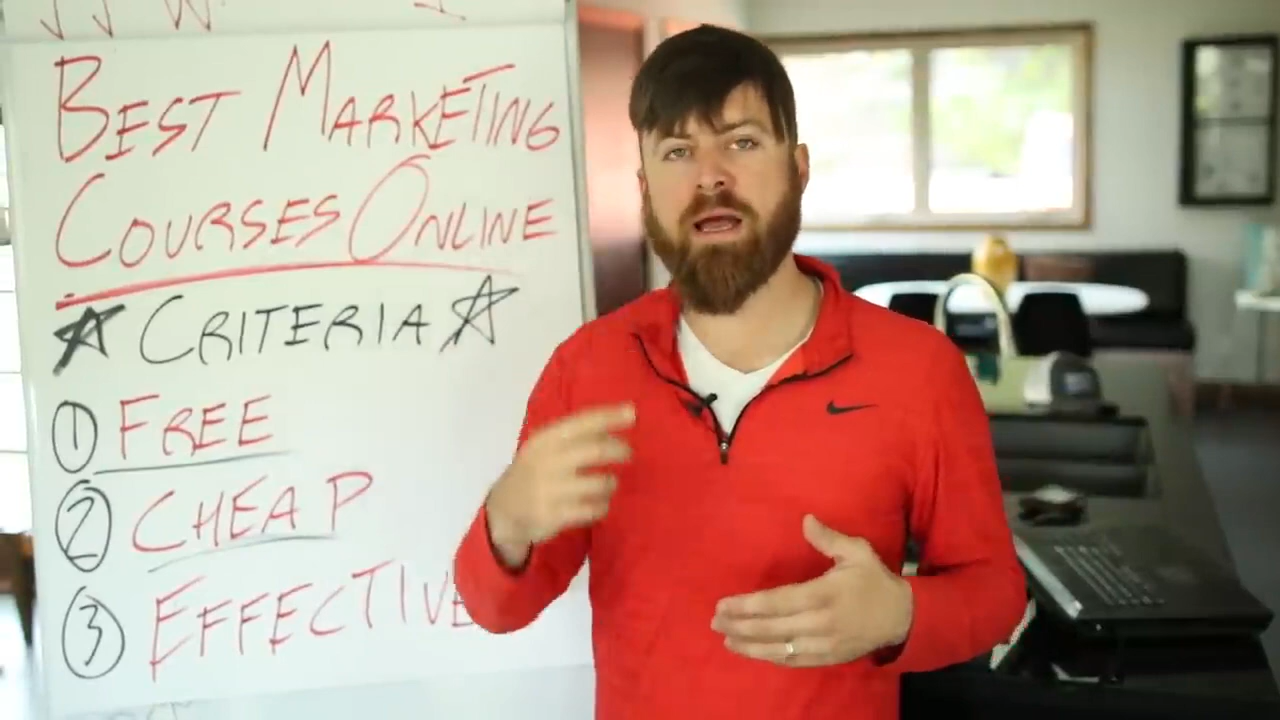 BEST MARKETING
COURSES ONLINE
☆ CRITERIA ☆
① FREE
② CHEAP
③ EFFECTIVE